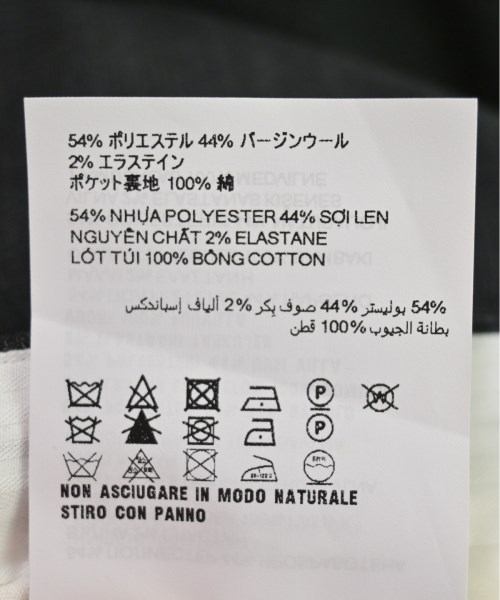 54% ポリエステル 44% バージンウール
2% エラステイン
ポケット裏地 100% 綿
54% NHỰA POLYESTER 44% SỢI LEN
NGUYÊN CHẤT 2% ELASTANE
LÓT TÚI 100% BÔNG COTTON
54% بوليستر 44% صوف بِكر 2% ألياف إسباندكس
بطانة الجيوب 100% قطن
P
W
P
NON ASCIUGARE IN MODO NATURALE
STIRO CON PANNO